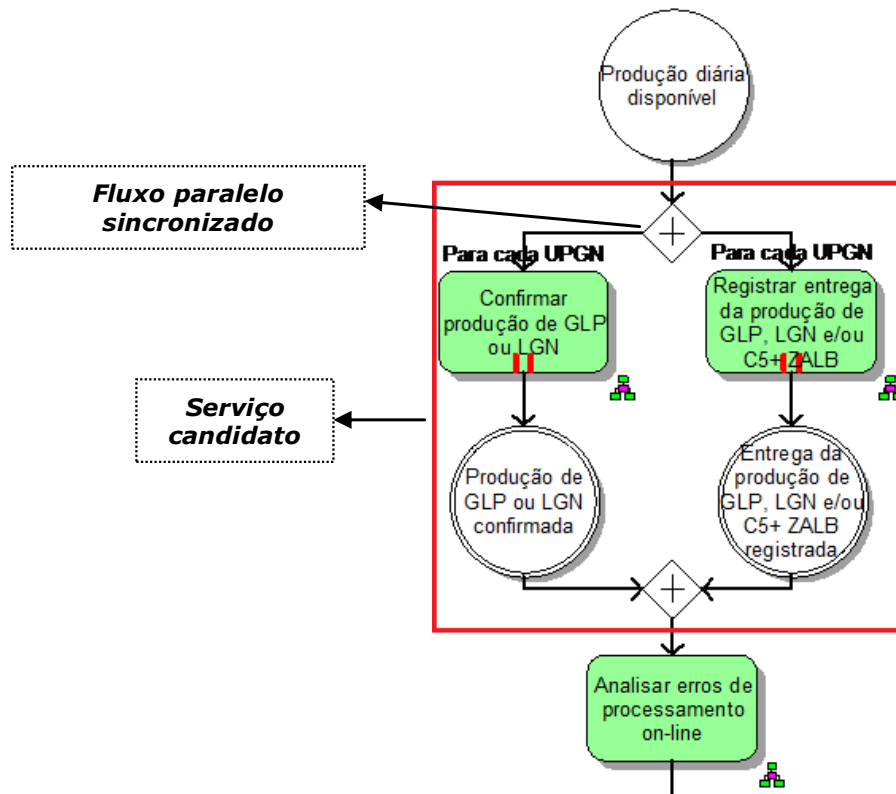 Produção diária
disponível
Fluxo paralelo
sincronizado
Para cada UPGN
Para cada UPGN
Confirmar
produção de GLP
ou LGN
Registrar entrega
da produção de
GLP, LGN e/ou
C5+ ZALB
Serviço
candidato
Produção de
GLP ou LGN
confirmada
Entrega da
produção de
GLP, LGN e/ou
C5+ ZALB
registrada
Analisar erros de
processamento
on-line